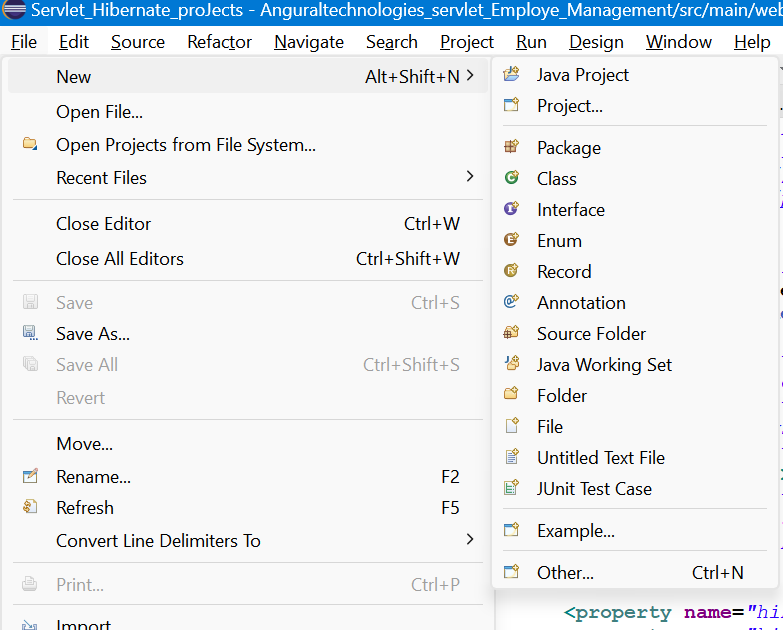 Servlet_Hibernate_proJects - Anguraltechnologies_servlet_Employe_Management/src/main/web
File Edit Source Refactor Navigate Search Project Run Design Window Help
New Alt+Shift+N
Open File...
Open Projects from File System...
Recent Files
Close Editor Ctrl+W
Close All Editors Ctrl+Shift+W
Save Ctrl+S
Save As...
Save All Ctrl+Shift+S
Revert
Move...
Rename... F2
Refresh F5
Convert Line Delimiters To
Print... Ctrl+P
Import...
Java Project
Project...
Package
Class
Interface
Enum
Record
Annotation
Source Folder
Java Working Set
Folder
File
Untitled Text File
JUnit Test Case
Example...
Other... Ctrl+N
<property name="hi